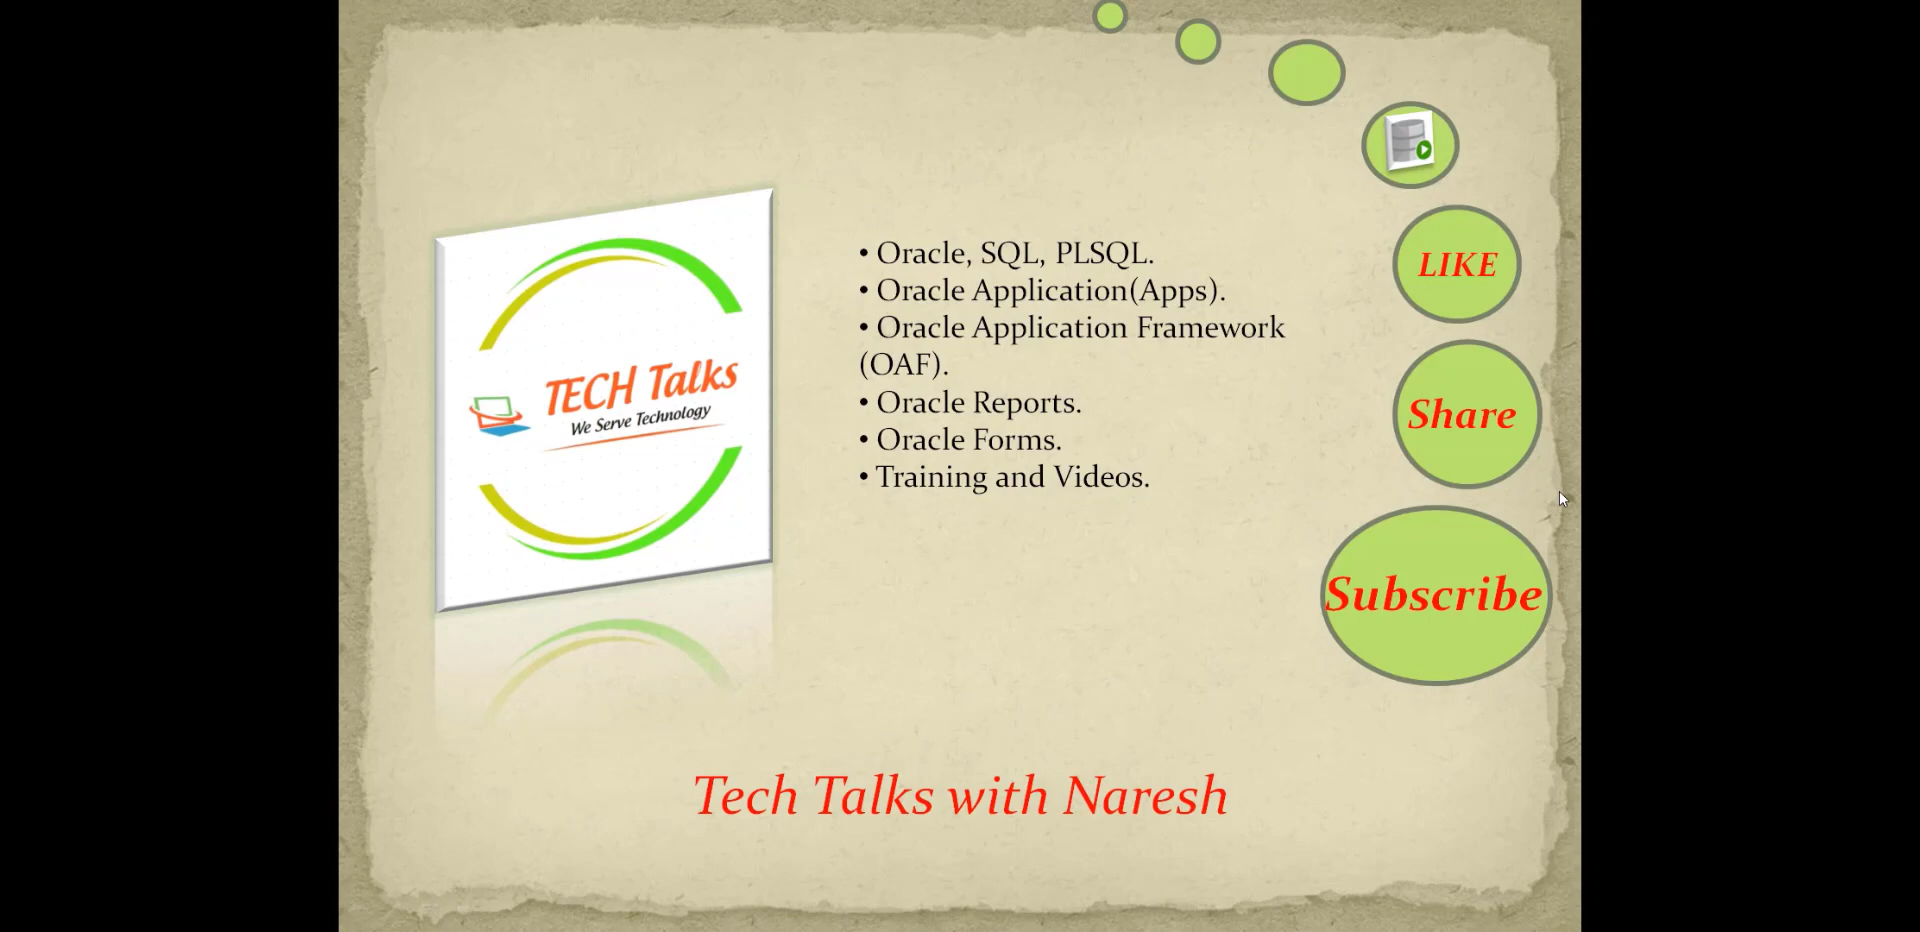 • Oracle, SQL, PLSQL.
• Oracle Application(Apps).
• Oracle Application Framework
(OAF).
• Oracle Reports.
• Oracle Forms.
• Training and Videos.
TECH Talks
We Serve Technology
LIKE
Share
Subscribe
Tech Talks with Naresh